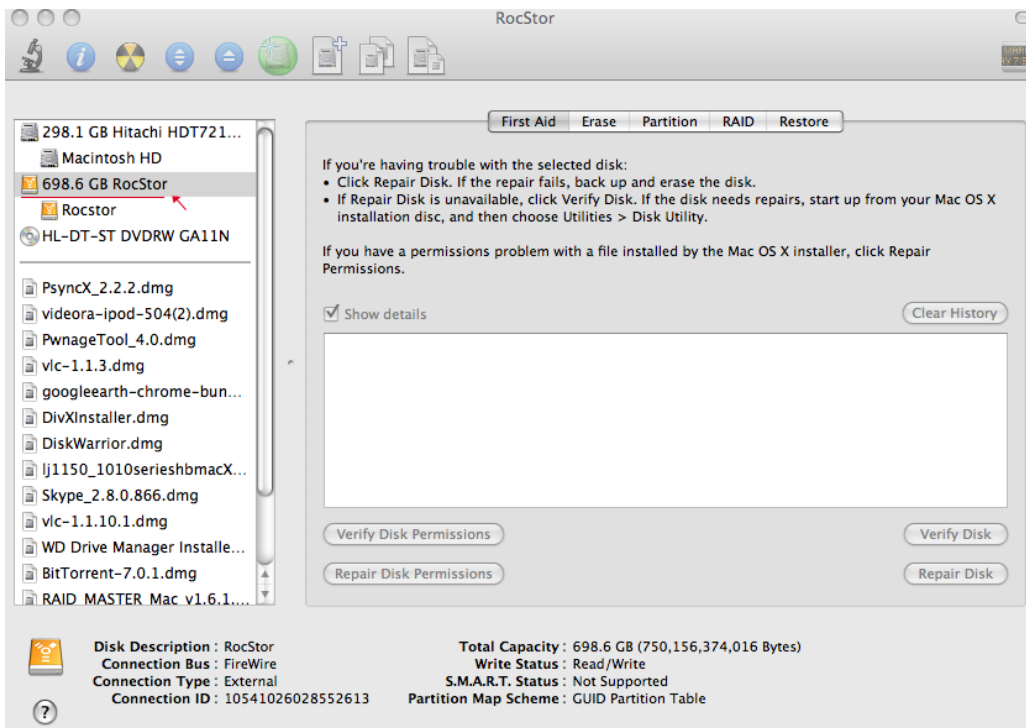 RocStor
298.1 GB Hitachi HDT721...
Macintosh HD
698.6 GB RocStor
Rocstor
HL-DT-ST DVDRW GA11N
PsyncX_2.2.2.dmg
videora-ipod-504(2).dmg
PwnageTool_4.0.dmg
vlc-1.1.3.dmg
googleearth-chrome-bun...
DivXInstaller.dmg
DiskWarrior.dmg
lj1150_1010serieshbmacX...
Skype_2.8.0.866.dmg
vlc-1.1.10.1.dmg
WD Drive Manager Installe...
BitTorrent-7.0.1.dmg
RAID_MASTER_Mac_v1.6.1....
First Aid Erase Partition RAID Restore
If you're having trouble with the selected disk:
• Click Repair Disk. If the repair fails, back up and erase the disk.
• If Repair Disk is unavailable, click Verify Disk. If the disk needs repairs, start up from your Mac OS X
installation disc, and then choose Utilities > Disk Utility.
If you have a permissions problem with a file installed by the Mac OS X installer, click Repair
Permissions.
Show details
Clear History
Verify Disk Permissions
Verify Disk
Repair Disk Permissions
Repair Disk
Disk Description : RocStor
Connection Bus : FireWire
Connection Type : External
Connection ID : 10541026028552613
Total Capacity : 698.6 GB (750,156,374,016 Bytes)
Write Status : Read/Write
S.M.A.R.T. Status : Not Supported
Partition Map Scheme : GUID Partition Table
?